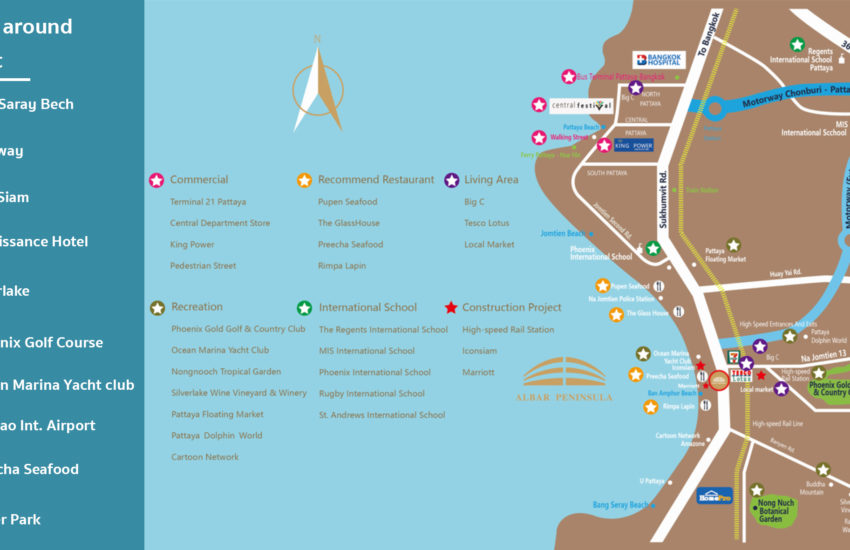 around
Saray Bech
way
Siam
issance Hotel
rlake
nix Golf Course
n Marina Yacht club
ao Int. Airport
cha Seafood
r Park
N
Commercial
Terminal 21 Pattaya
Central Department Store
King Power
Pedestrian Street
Recommend Restaurant
Pupen Seafood
The GlassHouse
Preecha Seafood
Rimpa Lapin
Living Area
Big C
Tesco Lotus
Local Market
Recreation
Phoenix Gold Golf & Country Club
Ocean Marina Yacht Club
Nongnooch Tropical Garden
Silverlake Wine Vineyard & Winery
Pattaya Floating Market
Pattaya Dolphin World
Cartoon Network
International School
The Regents International School
MIS International School
Phoenix International School
Rugby International School
St. Andrews International School
Construction Project
High-speed Rail Station
Iconsiam
Marriott
ALBAR PENINSULA
To Bangkok
36
BANGKOK
HOSPITAL
Regents
International School
Pattaya
Bus Terminal Pattaya-Bangkok
Big C
NORTH
PATTAYA
Motorway Chonburi - Patta
central festival
CENTRAL
PATTAYA
Pattaya Beach
Walking Street
KING POWER
MIS
International Scchool
SOUTH PATTAYA
Sukhumvit Rd.
Train Station
Jomtien Second Rd.
Jomtien Beach
Phoenix
International School
Pattaya
Floating Market
Huay Yai Rd.
Pupen Seafood
Na Jomtien Police Station
The Glass House
High Speed Entrances And Exits
Pattaya
Dolphin World
Na Jomtien 13
Ocean Marina
Yacht Club
Iconsiam
Preecha Seafood
Marriott
Ban Amphur Beach
Rimpa Lapin
Big C
TESCO
Lotus
High-speed
Rail Station
Local market
Phoenix Gold
& Country C
High-speed Rail Line
Cartoon Network
Amazone
Banyen Rd.
U Pattaya
Buddha
Mountain
HomePro
Bang Seray Beach
Nong Nuch
Botanical
Garden